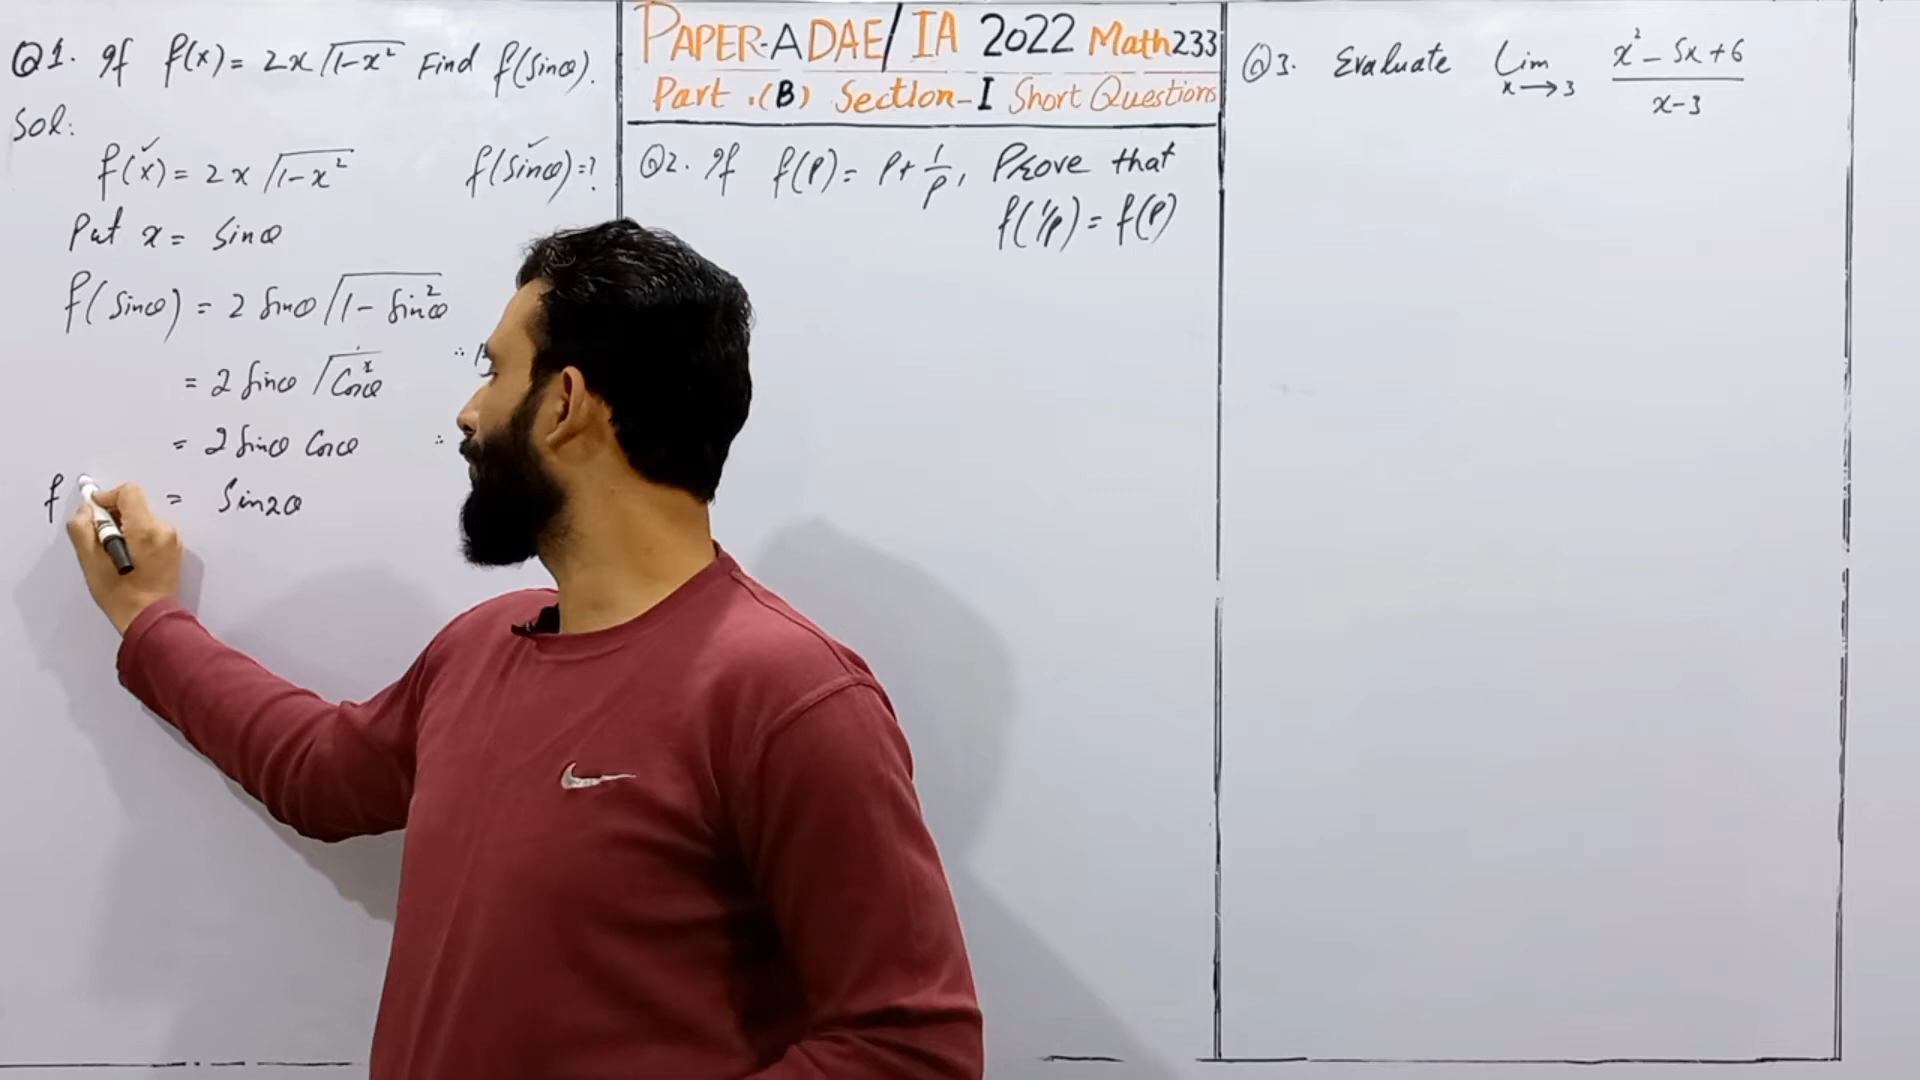 Q1. If f(x) = 2x √1-x² Find f(Sinθ).
Sol:
f(x) = 2x √1-x² f(Sinθ)=?
Put x = Sinθ
f(Sinθ) = 2 Sinθ √1- Sin²θ
= 2 Sinθ √Cos²θ ∴
= 2 Sinθ Cosθ ∴
f = Sin2θ
PAPER-A DAE/IA 2022 Math 233
Part .(B) Section-I Short Questions
Q2. If f(P) = P+ 1/P, Prove that
f(1/P) = f(P)
Q3. Evaluate Lim x→3 x²-5x+6 / x-3